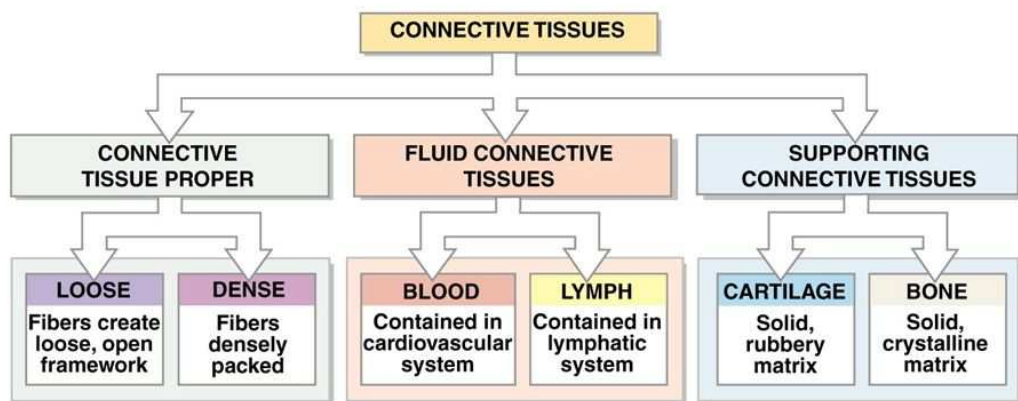 CONNECTIVE TISSUES
CONNECTIVE
TISSUE PROPER
FLUID CONNECTIVE
TISSUES
SUPPORTING
CONNECTIVE TISSUES
LOOSE
Fibers create
loose, open
framework
DENSE
Fibers
densely
packed
BLOOD
Contained in
cardiovascular
system
LYMPH
Contained in
lymphatic
system
CARTILAGE
Solid,
rubbery
matrix
BONE
Solid,
crystalline
matrix